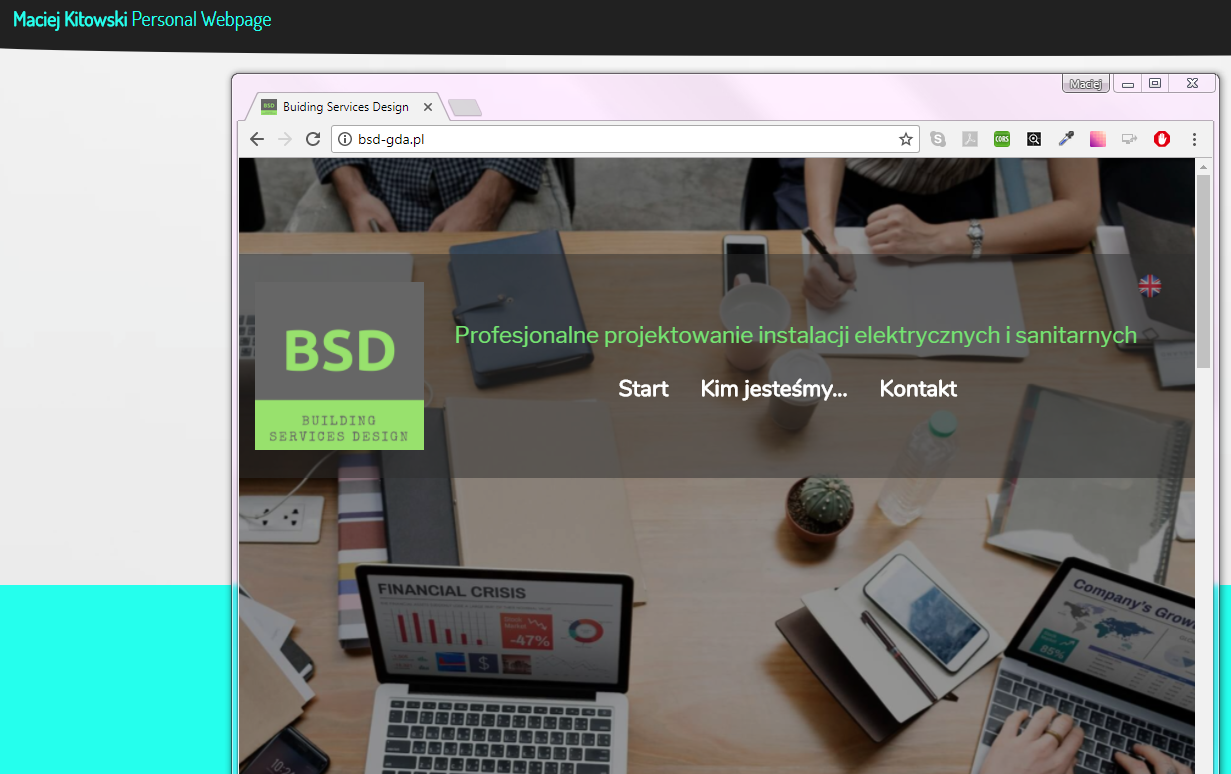 Maciej Kitowski Personal Webpage
Maciej
BSD Buiding Services Design
bsd-gda.pl
CORS
Profesjonalne projektowanie instalacji elektrycznych i sanitarnych
Start Kim jesteśmy... Kontakt
BSD
BUILDING
SERVICES DESIGN
FINANCIAL CRISIS
-47%
Company's Grow
85%